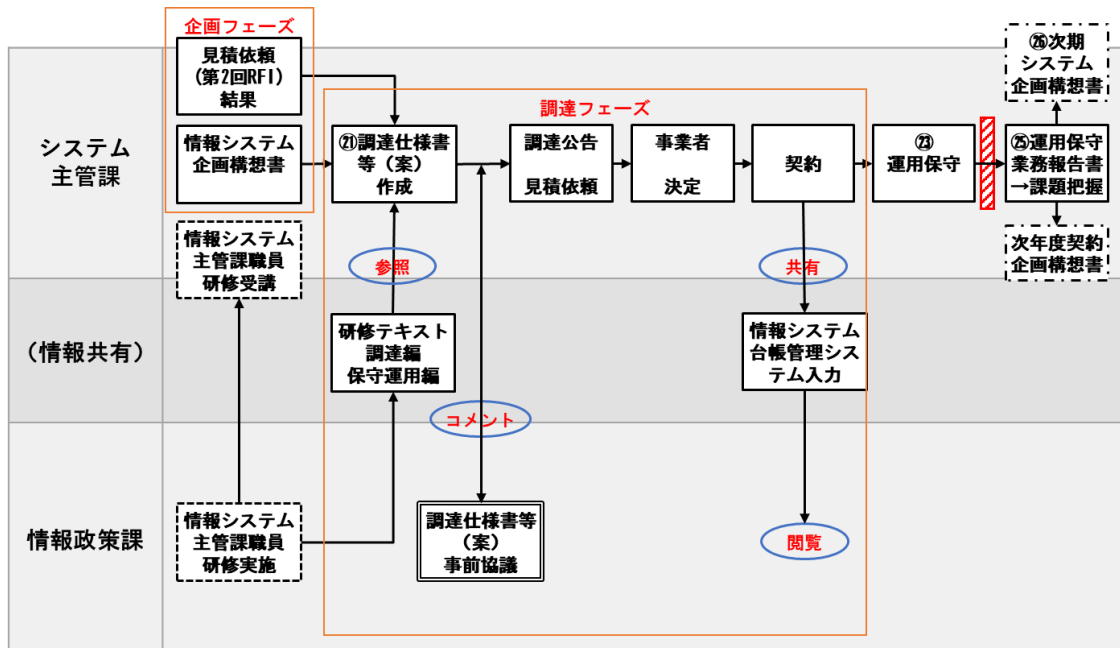 企画フェーズ
見積依頼
(第2回RFI)
結果
情報システム
企画構想書
調達フェーズ
㉑調達仕様書
等（案）
作成
調達公告
見積依頼
事業者
決定
契約
㉓
運用保守
㉕運用保守
業務報告書
→課題把握
㉖次期
システム
企画構想書
次年度契約
企画構想書
システム
主管課
情報システム
主管課職員
研修受講
参照
共有
（情報共有）
研修テキスト
調達編
保守運用編
情報システム
台帳管理シス
テム入力
コメント
情報政策課
情報システム
主管課職員
研修実施
調達仕様書等
（案）
事前協議
閲覧